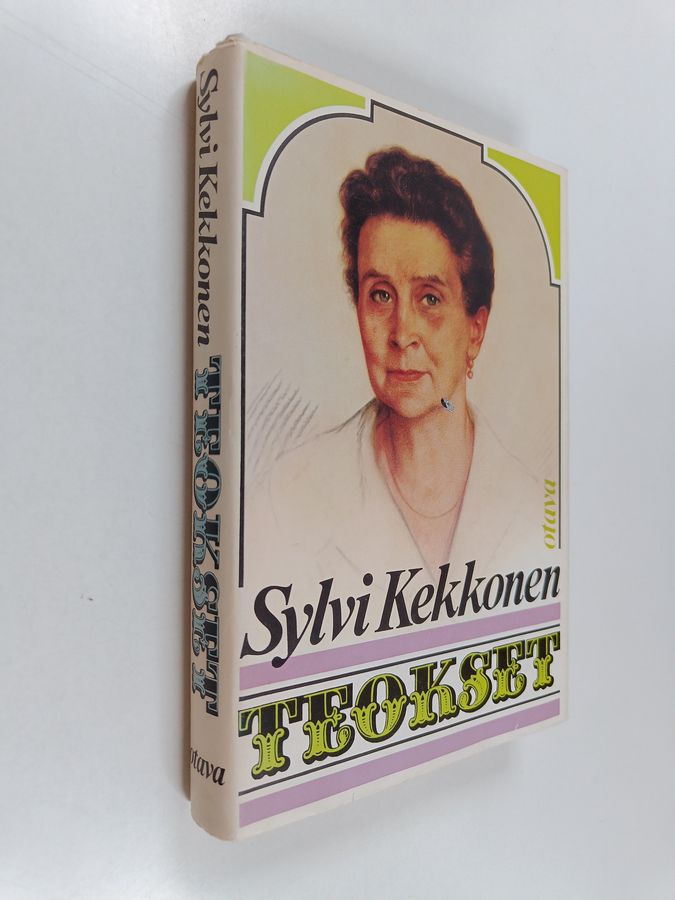 Sylvi Kekkonen TEOKSET
otava
otava
Sylvi Kekkonen
TEOKSET